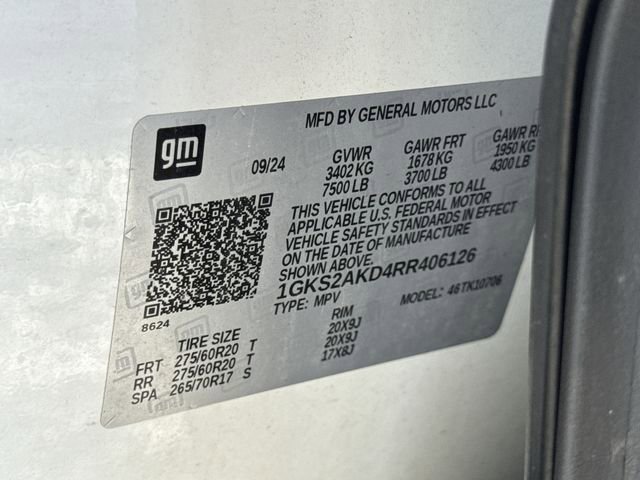 MFD BY GENERAL MOTORS LLC
gm
09/24
GVWR GAWR FRT GAWR
3402 KG 1678 KG 1950 KG
7500 LB 3700 LB 4300 LB
THIS VEHICLE CONFORMS TO ALL
APPLICABLE U.S. FEDERAL MOTOR
VEHICLE SAFETY STANDARDS IN EFFECT
ON THE DATE OF MANUFACTURE
SHOWN ABOVE.
1GKS2AKD4RR406126
TYPE: MPV MODEL: 46TK10706
8624
TIRE SIZE RIM
FRT 275/60R20 T 20X9J
RR 275/60R20 T 20X9J
SPA 265/70R17 S 17X8J